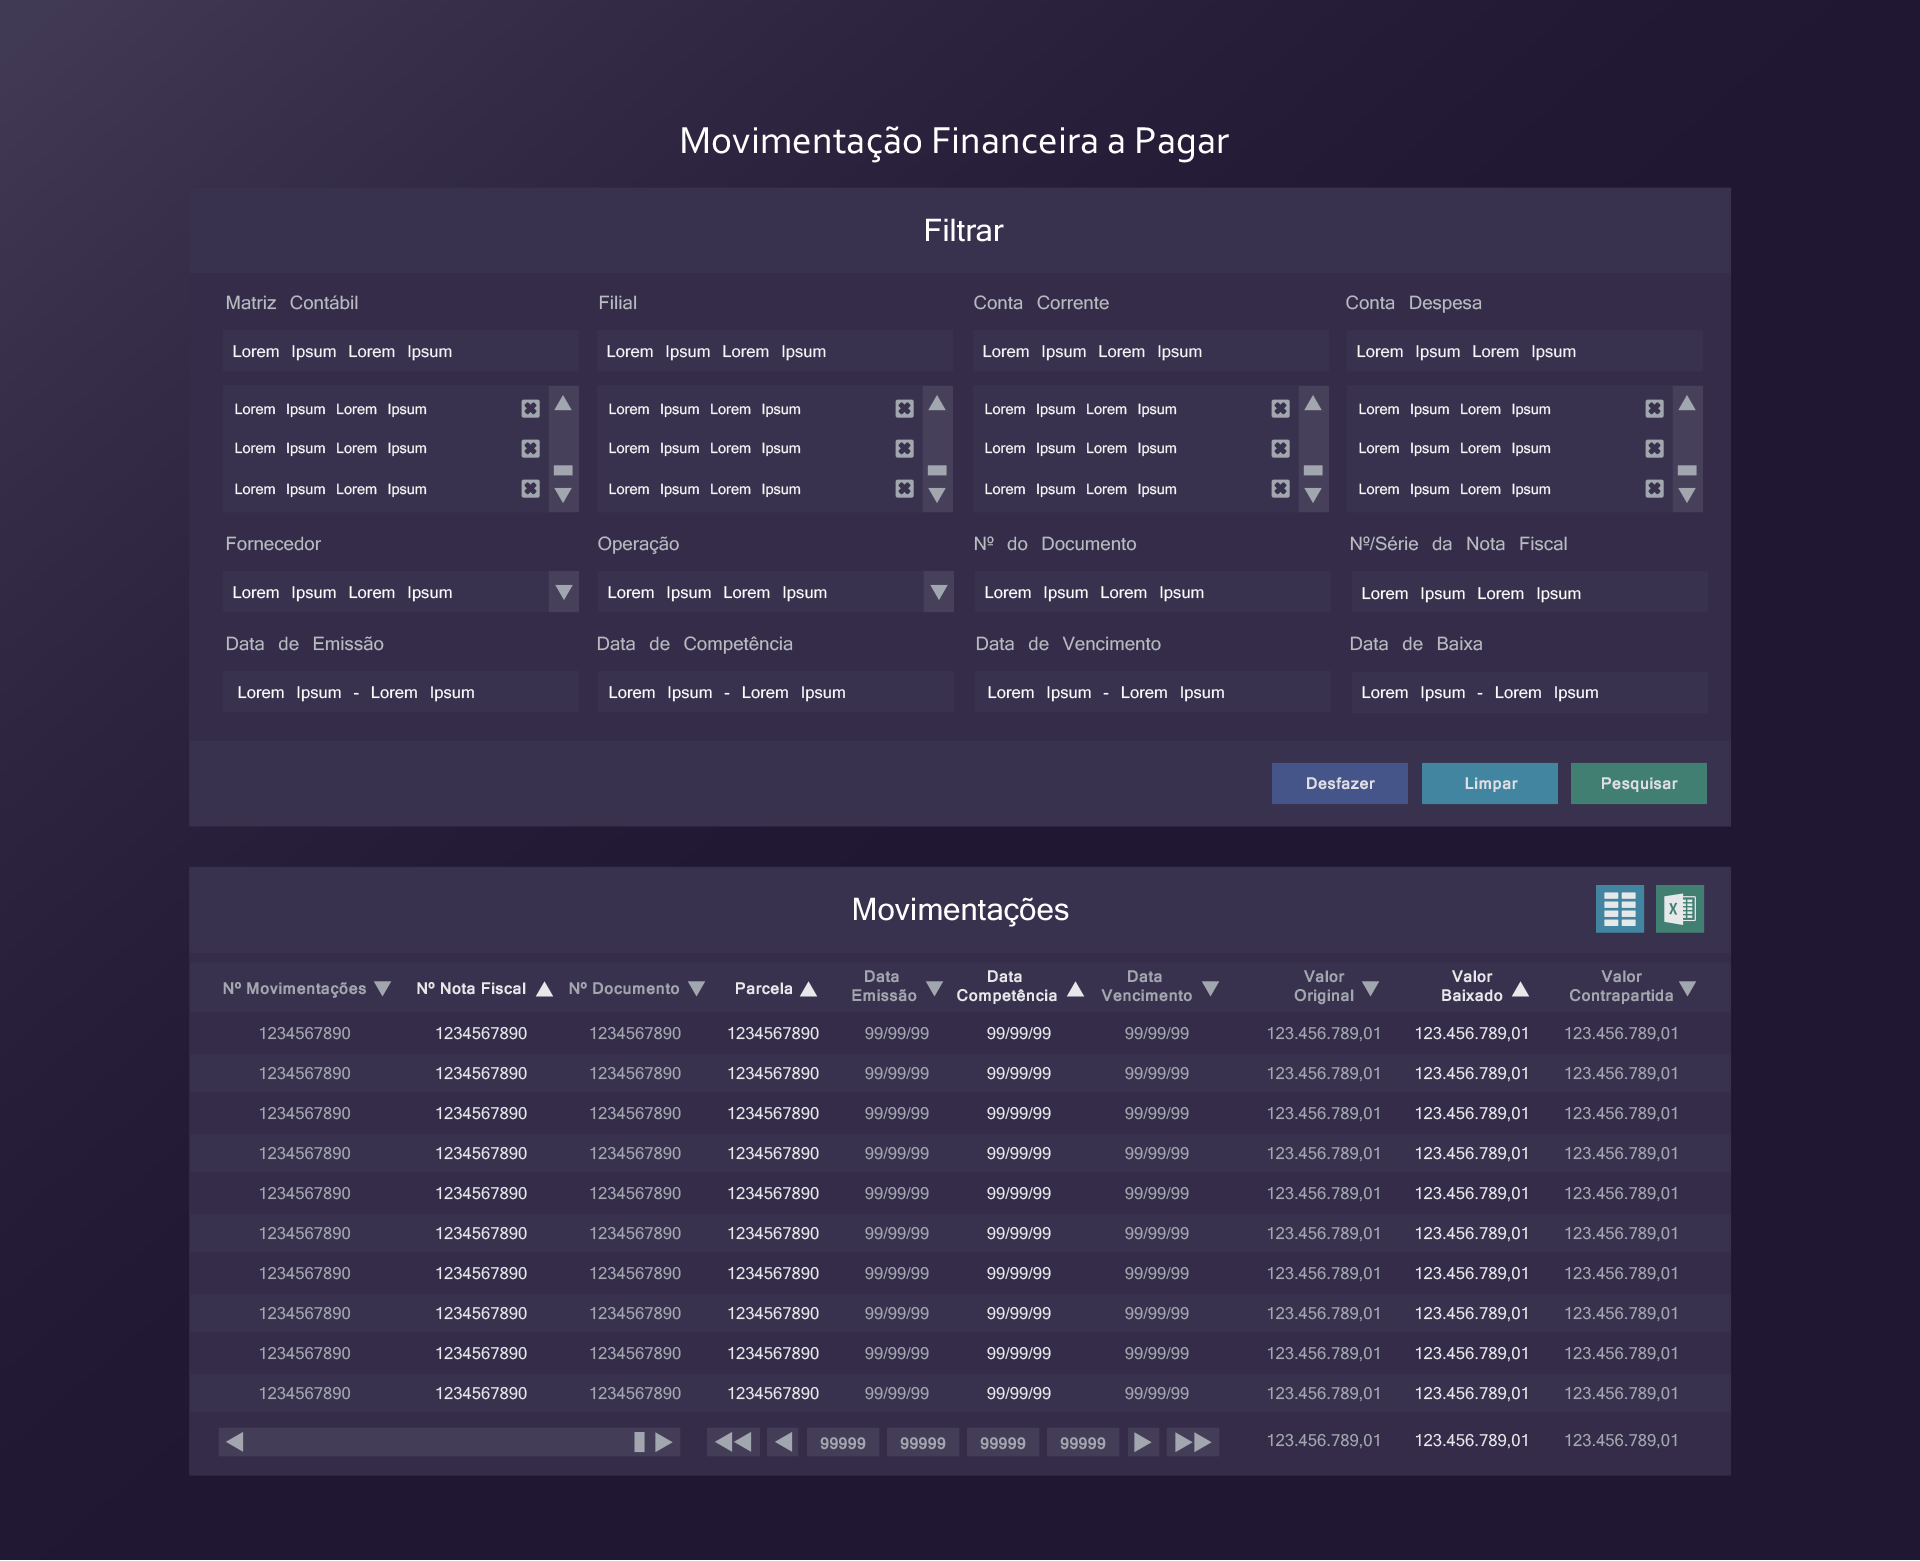 Movimentação Financeira a Pagar
Filtrar
Matriz Contábil Filial Conta Corrente Conta Despesa
Lorem Ipsum Lorem Ipsum Lorem Ipsum Lorem Ipsum Lorem Ipsum Lorem Ipsum Lorem Ipsum Lorem Ipsum
Lorem Ipsum Lorem Ipsum Lorem Ipsum Lorem Ipsum Lorem Ipsum Lorem Ipsum Lorem Ipsum Lorem Ipsum
Lorem Ipsum Lorem Ipsum Lorem Ipsum Lorem Ipsum Lorem Ipsum Lorem Ipsum Lorem Ipsum Lorem Ipsum
Lorem Ipsum Lorem Ipsum Lorem Ipsum Lorem Ipsum Lorem Ipsum Lorem Ipsum Lorem Ipsum Lorem Ipsum
Fornecedor Operação Nº do Documento Nº/Série da Nota Fiscal
Lorem Ipsum Lorem Ipsum Lorem Ipsum Lorem Ipsum Lorem Ipsum Lorem Ipsum Lorem Ipsum Lorem Ipsum
Data de Emissão Data de Competência Data de Vencimento Data de Baixa
Lorem Ipsum - Lorem Ipsum Lorem Ipsum - Lorem Ipsum Lorem Ipsum - Lorem Ipsum Lorem Ipsum - Lorem Ipsum
Desfazer Limpar Pesquisar
Movimentações
X
Nº Movimentações Nº Nota Fiscal Nº Documento Parcela Data Emissão Data Competência Data Vencimento Valor Original Valor Baixado Valor Contrapartida
1234567890 1234567890 1234567890 1234567890 99/99/99 99/99/99 99/99/99 123.456.789,01 123.456.789,01 123.456.789,01
1234567890 1234567890 1234567890 1234567890 99/99/99 99/99/99 99/99/99 123.456.789,01 123.456.789,01 123.456.789,01
1234567890 1234567890 1234567890 1234567890 99/99/99 99/99/99 99/99/99 123.456.789,01 123.456.789,01 123.456.789,01
1234567890 1234567890 1234567890 1234567890 99/99/99 99/99/99 99/99/99 123.456.789,01 123.456.789,01 123.456.789,01
1234567890 1234567890 1234567890 1234567890 99/99/99 99/99/99 99/99/99 123.456.789,01 123.456.789,01 123.456.789,01
1234567890 1234567890 1234567890 1234567890 99/99/99 99/99/99 99/99/99 123.456.789,01 123.456.789,01 123.456.789,01
1234567890 1234567890 1234567890 1234567890 99/99/99 99/99/99 99/99/99 123.456.789,01 123.456.789,01 123.456.789,01
1234567890 1234567890 1234567890 1234567890 99/99/99 99/99/99 99/99/99 123.456.789,01 123.456.789,01 123.456.789,01
1234567890 1234567890 1234567890 1234567890 99/99/99 99/99/99 99/99/99 123.456.789,01 123.456.789,01 123.456.789,01
1234567890 1234567890 1234567890 1234567890 99/99/99 99/99/99 99/99/99 123.456.789,01 123.456.789,01 123.456.789,01
99999 99999 99999 99999 123.456.789,01 123.456.789,01 123.456.789,01